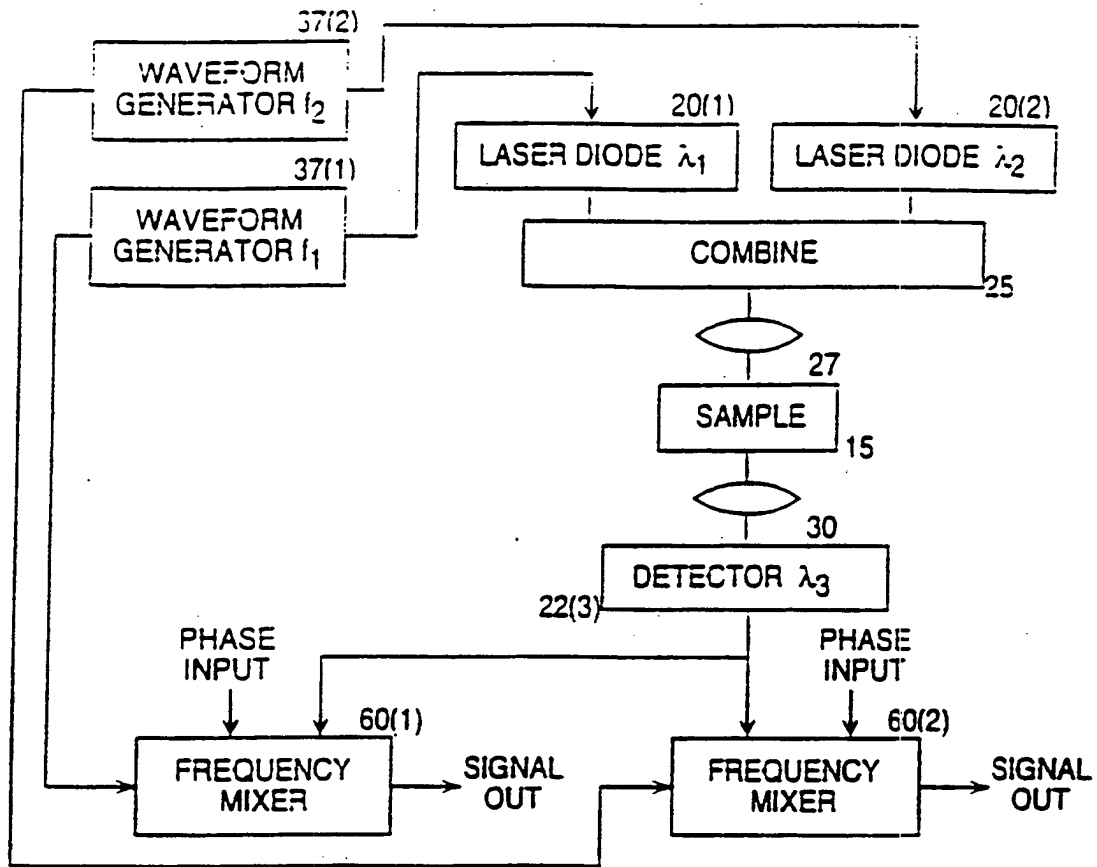 37(2)
WAVEFORM
GENERATOR f2
37(1)
WAVEFORM
GENERATOR f1
20(1)
LASER DIODE λ1
20(2)
LASER DIODE λ2
COMBINE
25
27
SAMPLE
15
30
DETECTOR λ3
22(3)
PHASE
INPUT
PHASE
INPUT
60(1)
FREQUENCY
MIXER
SIGNAL
OUT
60(2)
FREQUENCY
MIXER
SIGNAL
OUT